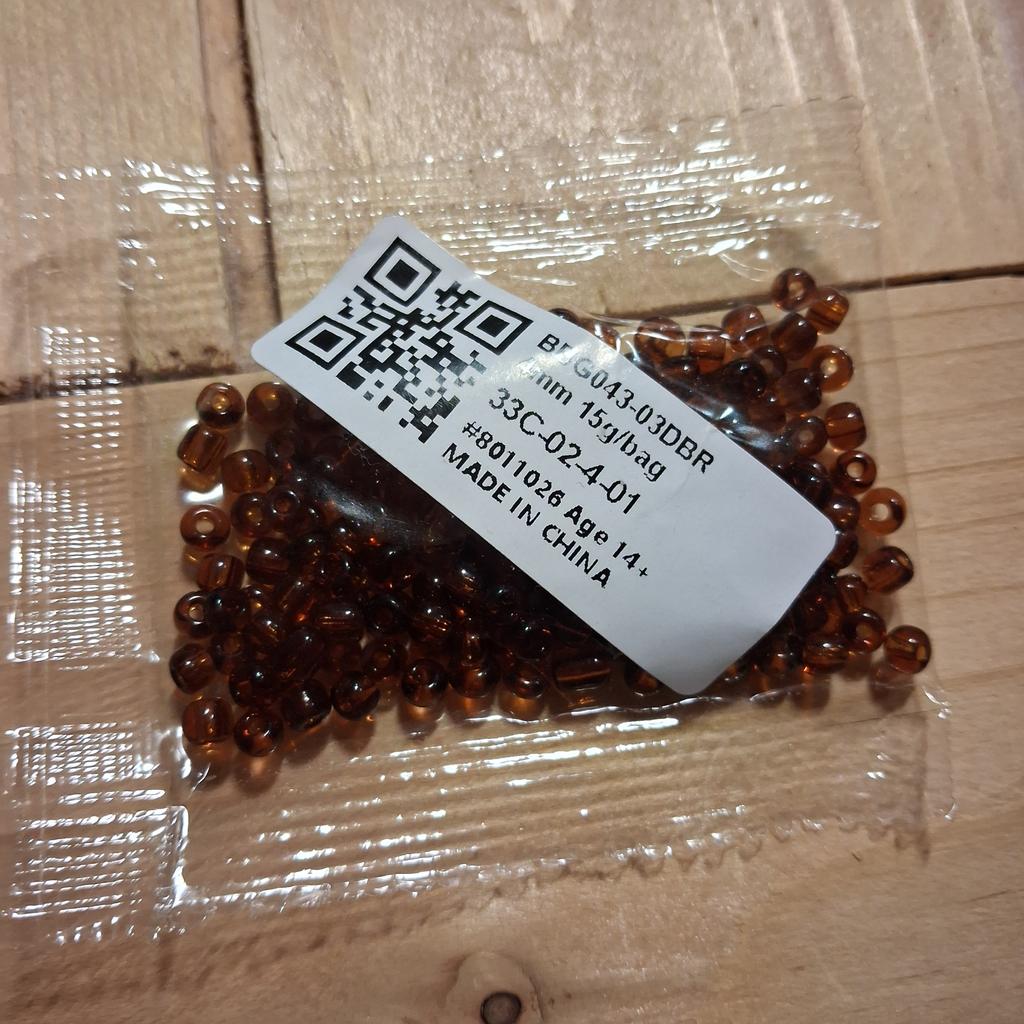 15g/bag
33C-02-4-01
#8011026 Age 14+
MADE IN CHINA